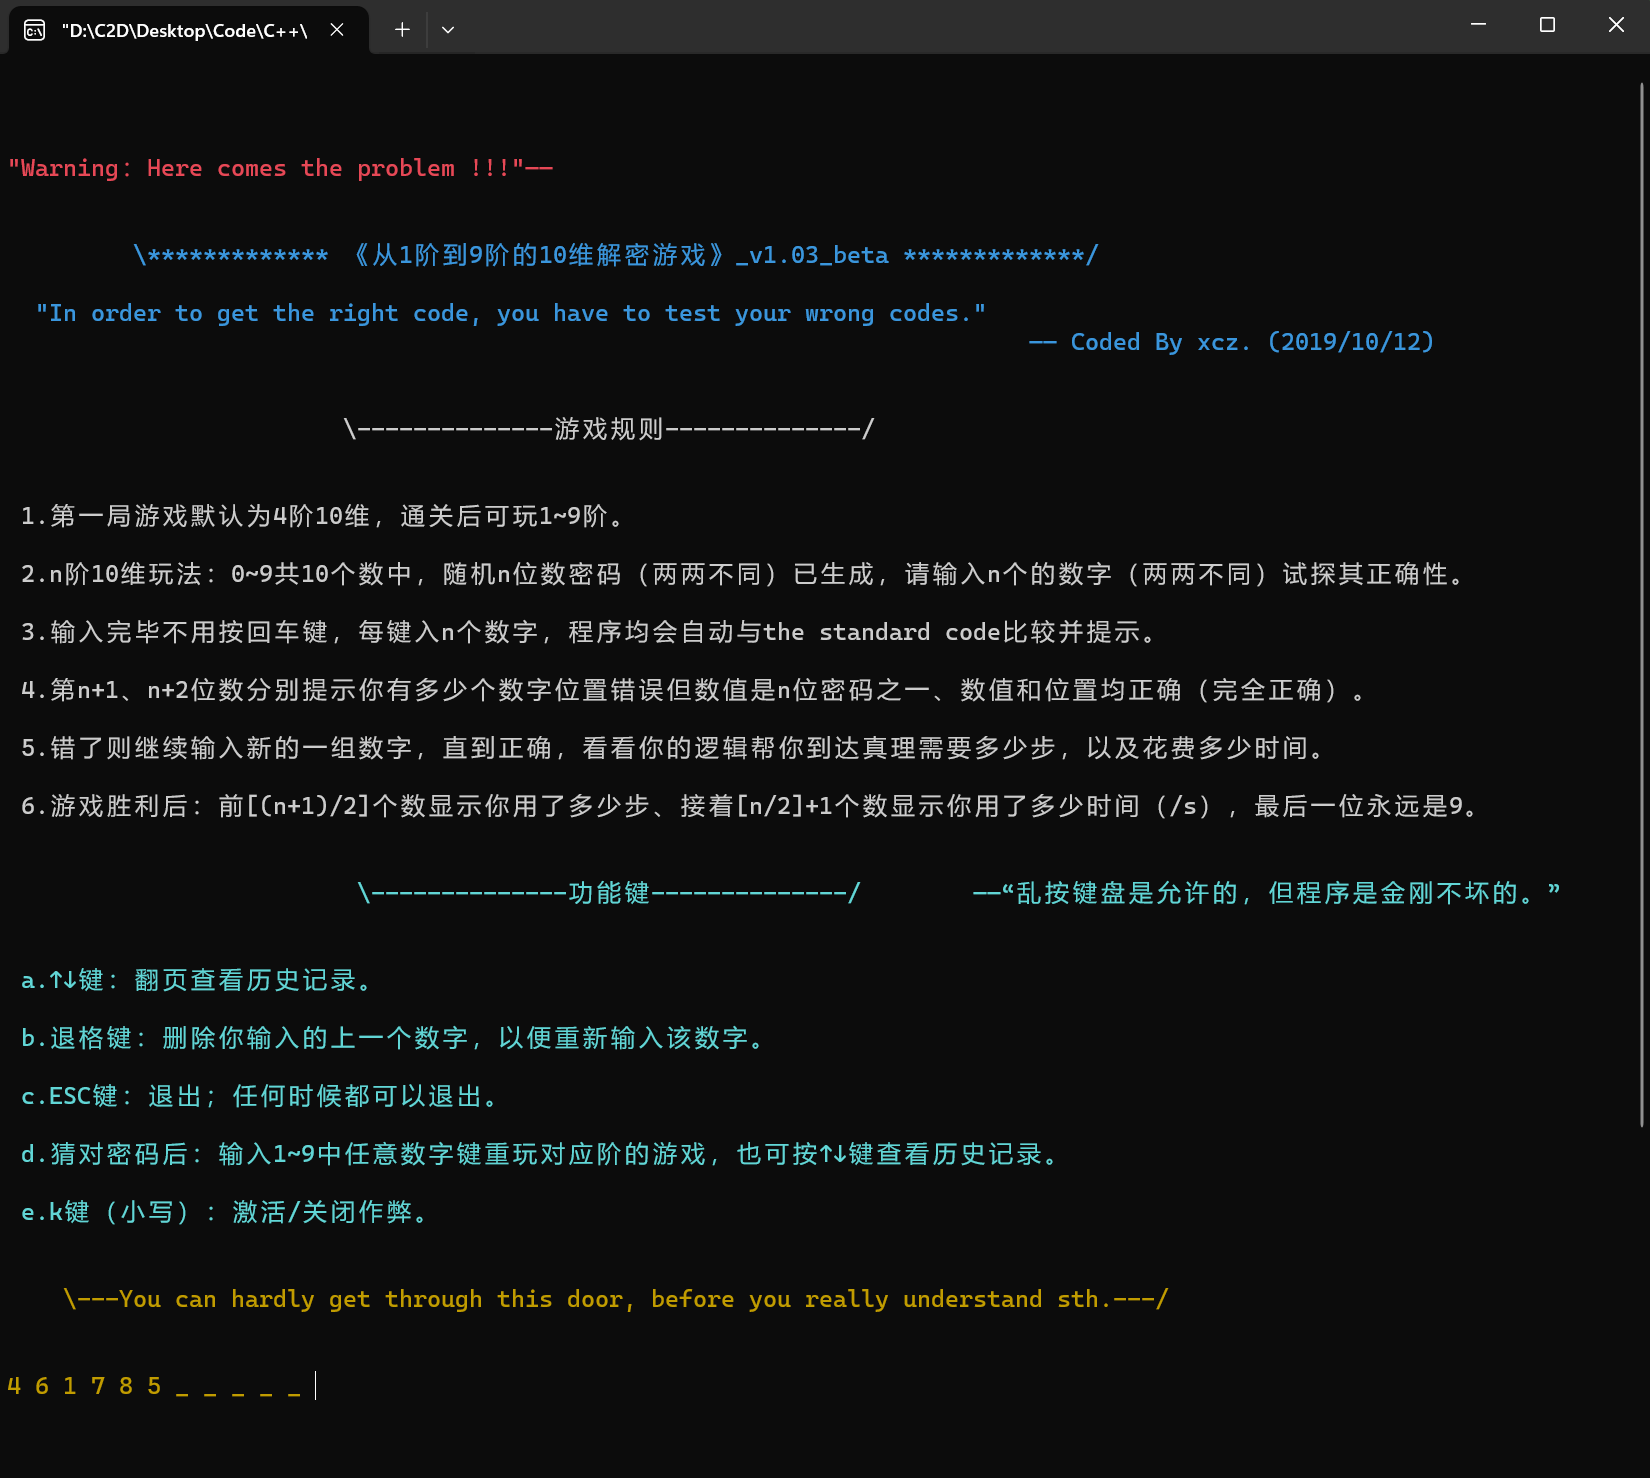 "D:\C2D\Desktop\Code\C++\
"Warning: Here comes the problem !!!"——
\************* 《从1阶到9阶的10维解密游戏》_v1.03_beta *************/
"In order to get the right code, you have to test your wrong codes."
—— Coded By xcz. (2019/10/12)
\--------------游戏规则--------------/
1.第一局游戏默认为4阶10维，通关后可玩1~9阶。
2.n阶10维玩法：0~9共10个数中，随机n位数密码（两两不同）已生成，请输入n个的数字（两两不同）试探其正确性。
3.输入完毕不用按回车键，每键入n个数字，程序均会自动与the standard code比较并提示。
4.第n+1、n+2位数分别提示你有多少个数字位置错误但数值是n位密码之一、数值和位置均正确（完全正确）。
5.错了则继续输入新的一组数字，直到正确，看看你的逻辑帮你到达真理需要多少步，以及花费多少时间。
6.游戏胜利后：前[(n+1)/2]个数显示你用了多少步、接着[n/2]+1个数显示你用了多少时间（/s），最后一位永远是9。
\--------------功能键--------------/ ——“乱按键盘是允许的，但程序是金刚不坏的。”
a.↑↓键：翻页查看历史记录。
b.退格键：删除你输入的上一个数字，以便重新输入该数字。
c.ESC键：退出；任何时候都可以退出。
d.猜对密码后：输入1~9中任意数字键重玩对应阶的游戏，也可按↑↓键查看历史记录。
e.k键（小写）：激活/关闭作弊。
\---You can hardly get through this door, before you really understand sth.---/
4 6 1 7 8 5 _ _ _ _ _